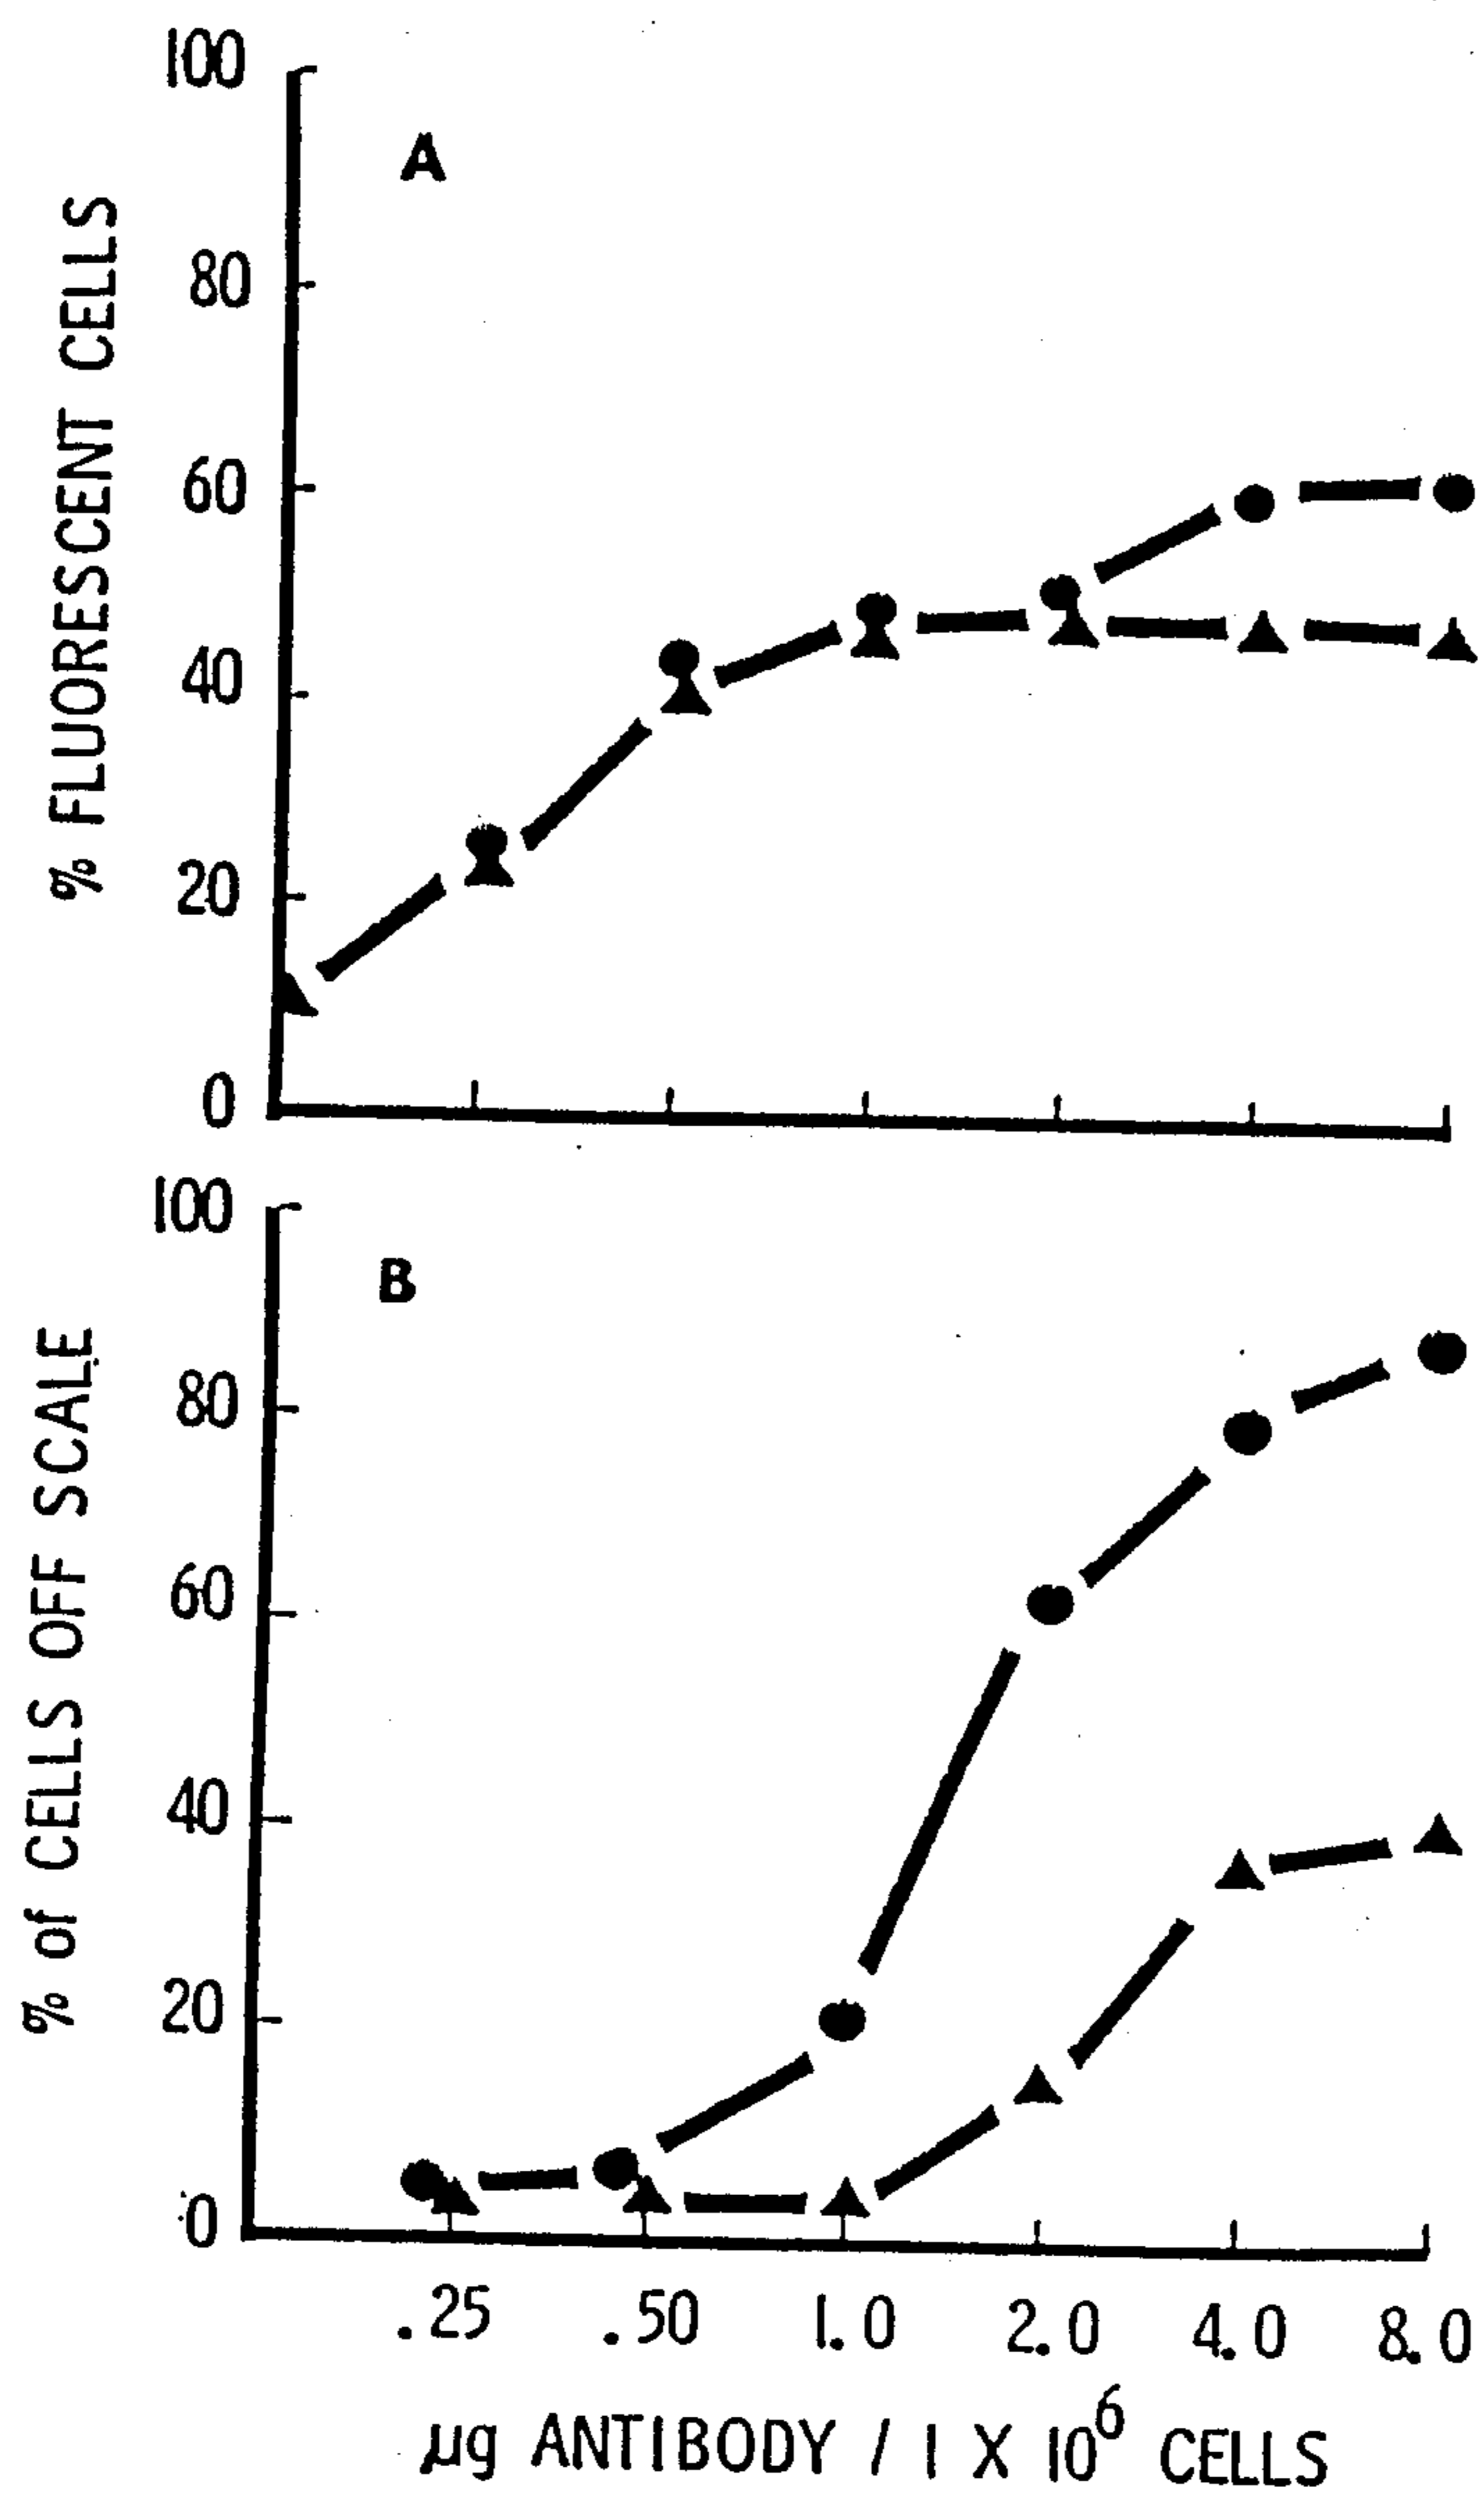 100
A
80
60
40
20
0
% FLUORESCENT CELLS
100
B
80
60
40
20
0
% of CELLS OFF SCALE
.25 .50 1.0 2.0 4.0 8.0
µg ANTIBODY / 1 X 10⁶ CELLS